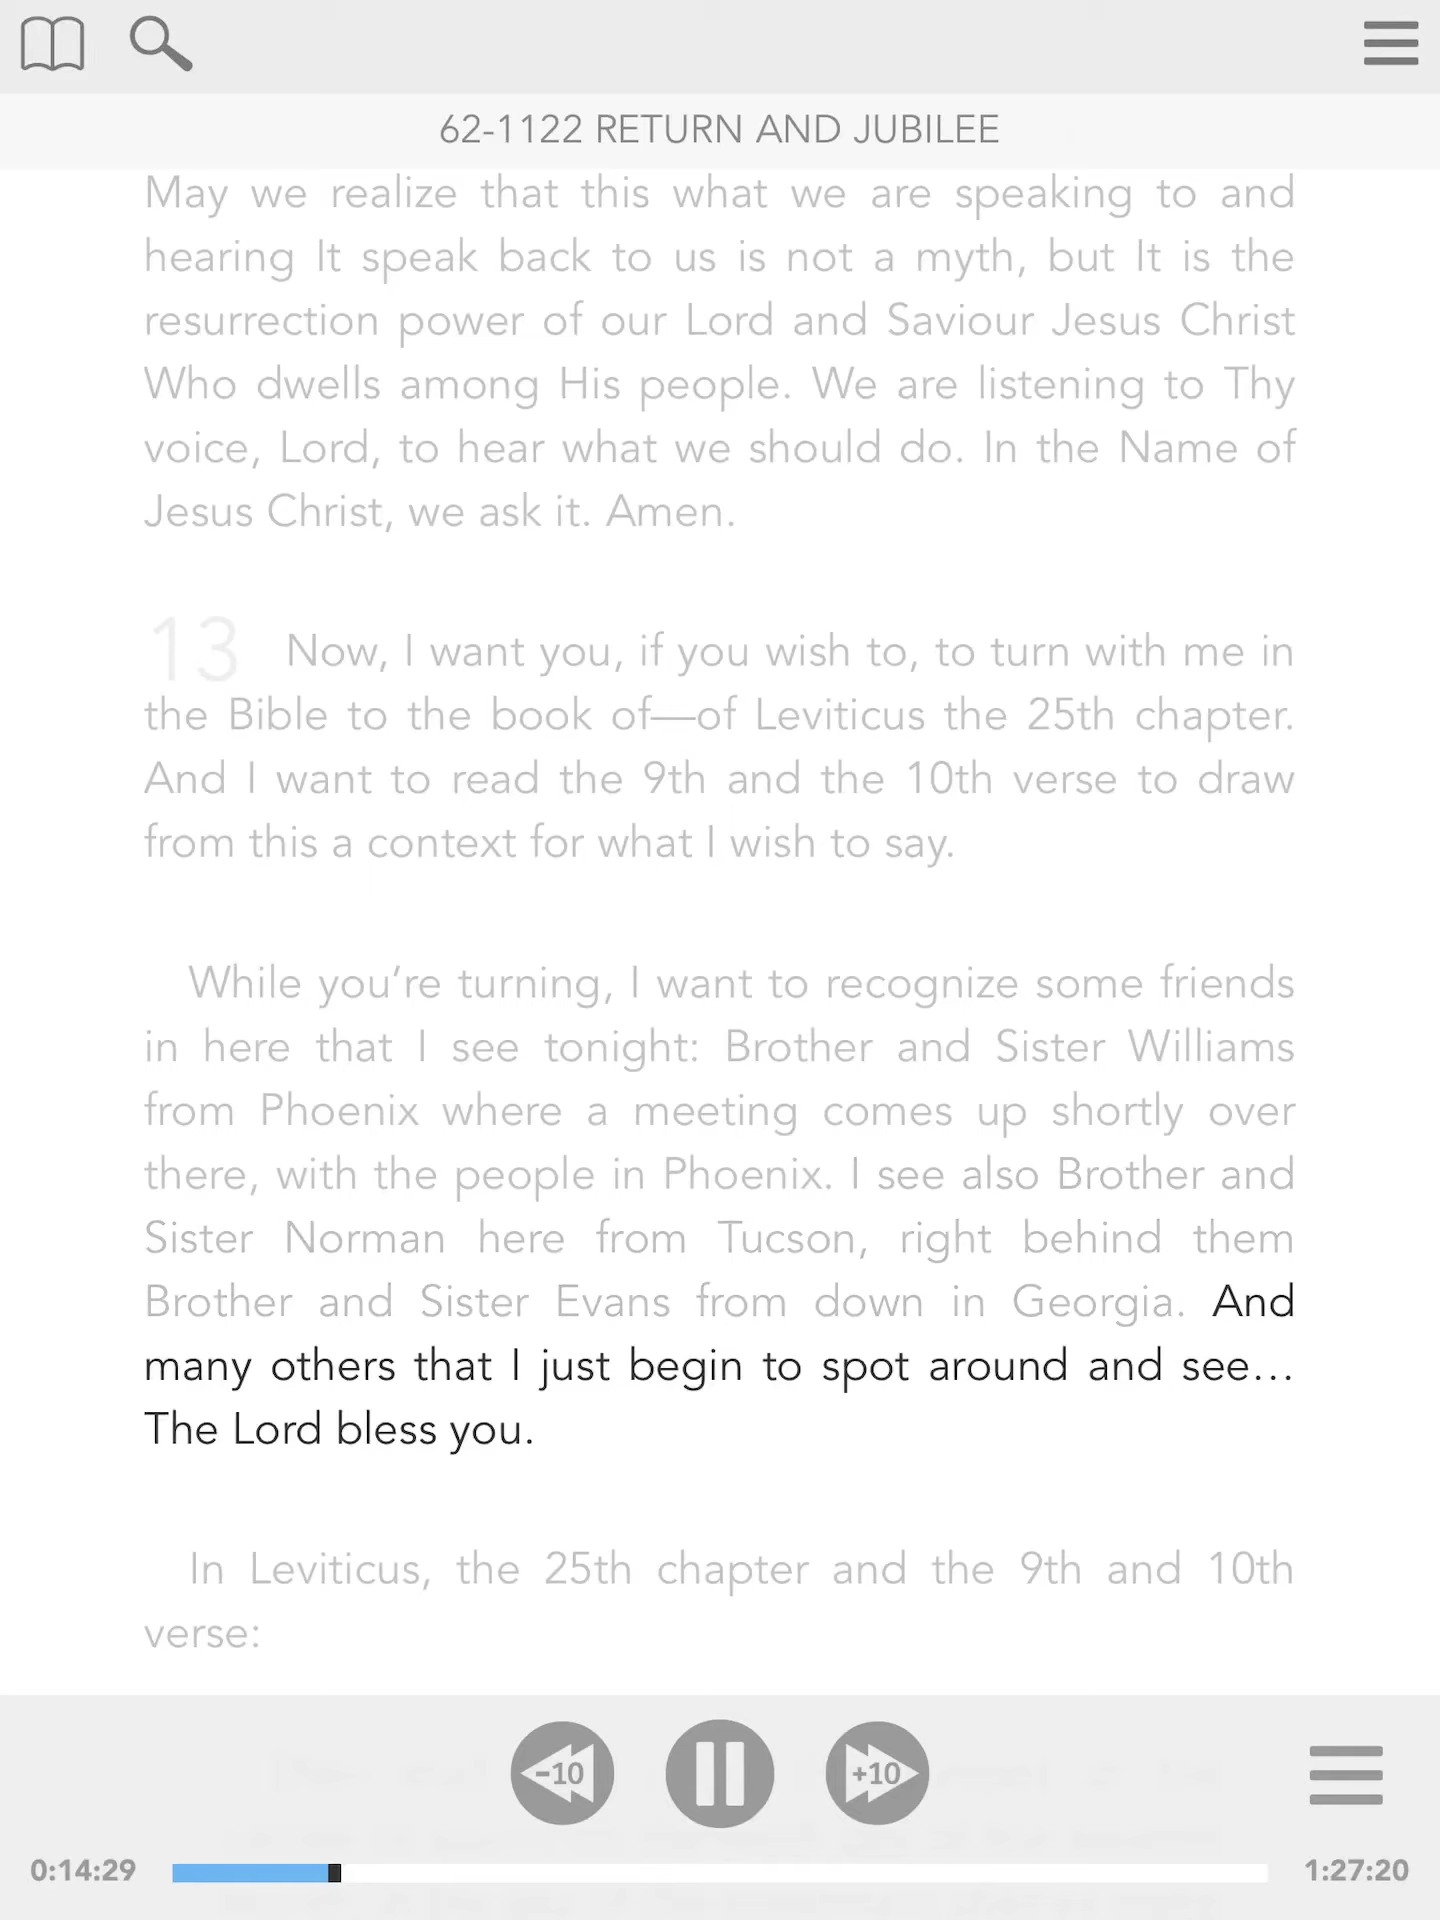 62-1122 RETURN AND JUBILEE
May we realize that this what we are speaking to and
hearing It speak back to us is not a myth, but It is the
resurrection power of our Lord and Saviour Jesus Christ
Who dwells among His people. We are listening to Thy
voice, Lord, to hear what we should do. In the Name of
Jesus Christ, we ask it. Amen.
13 Now, I want you, if you wish to, to turn with me in
the Bible to the book of—of Leviticus the 25th chapter.
And I want to read the 9th and the 10th verse to draw
from this a context for what I wish to say.
While you’re turning, I want to recognize some friends
in here that I see tonight: Brother and Sister Williams
from Phoenix where a meeting comes up shortly over
there, with the people in Phoenix. I see also Brother and
Sister Norman here from Tucson, right behind them
Brother and Sister Evans from down in Georgia. And
many others that I just begin to spot around and see…
The Lord bless you.
In Leviticus, the 25th chapter and the 9th and 10th
verse:
-10 +10
0:14:29 1:27:20